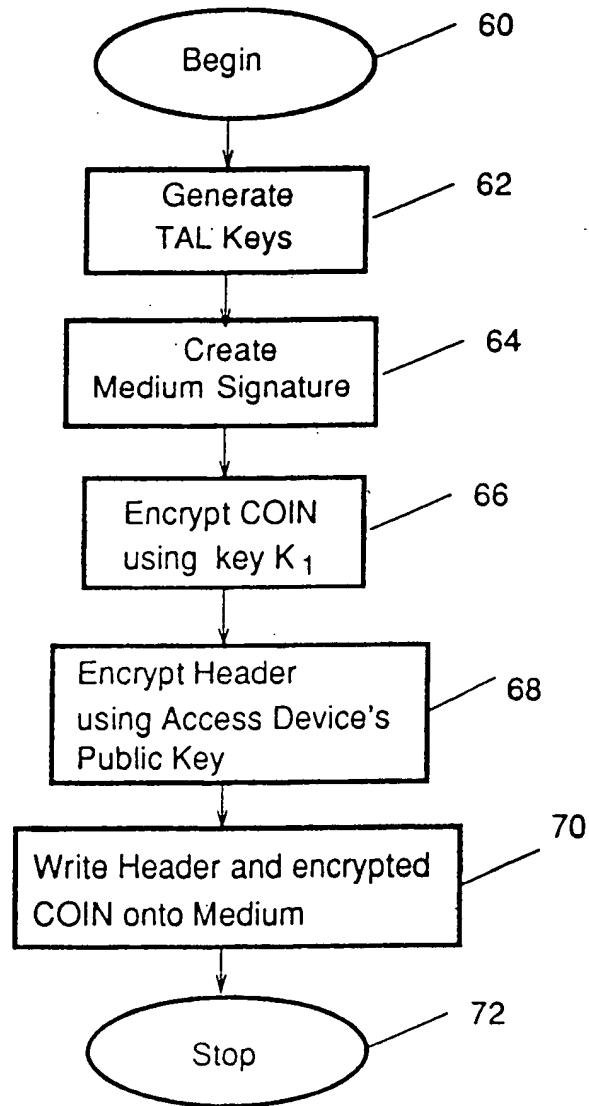 Begin
60
Generate
TAL Keys
62
Create
Medium Signature
64
Encrypt COIN
using key K1
66
Encrypt Header
using Access Device's
Public Key
68
Write Header and encrypted
COIN onto Medium
70
Stop
72